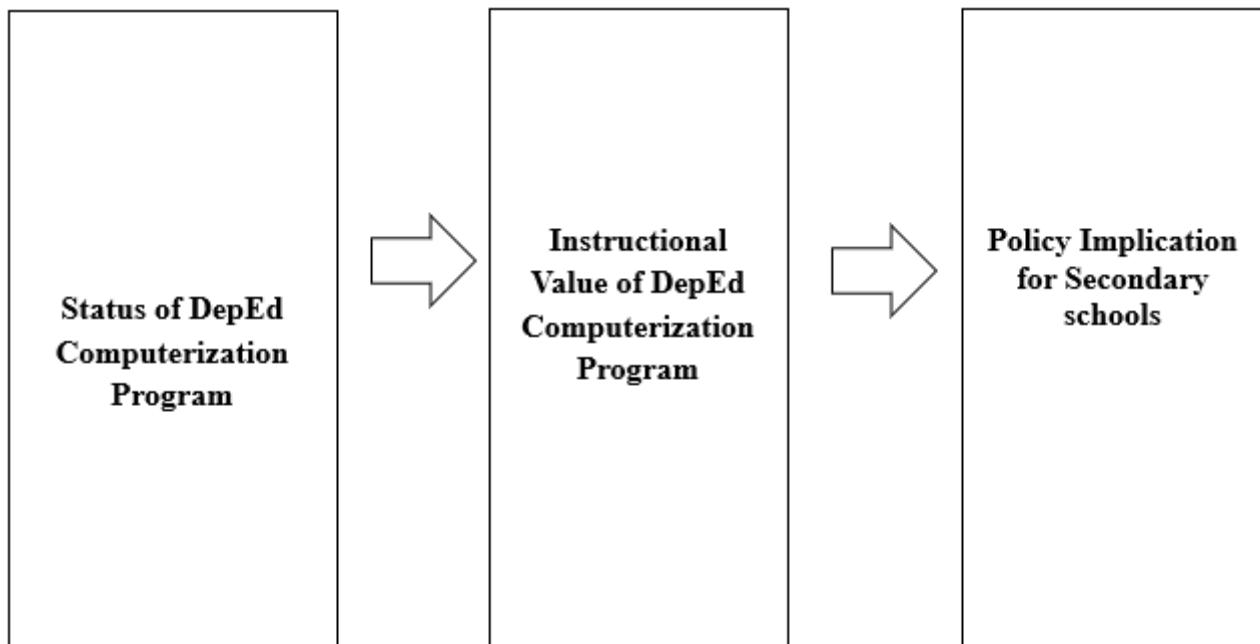 Status of DepEd
Computerization
Program
Instructional
Value of DepEd
Computerization
Program
Policy Implication
for Secondary
schools